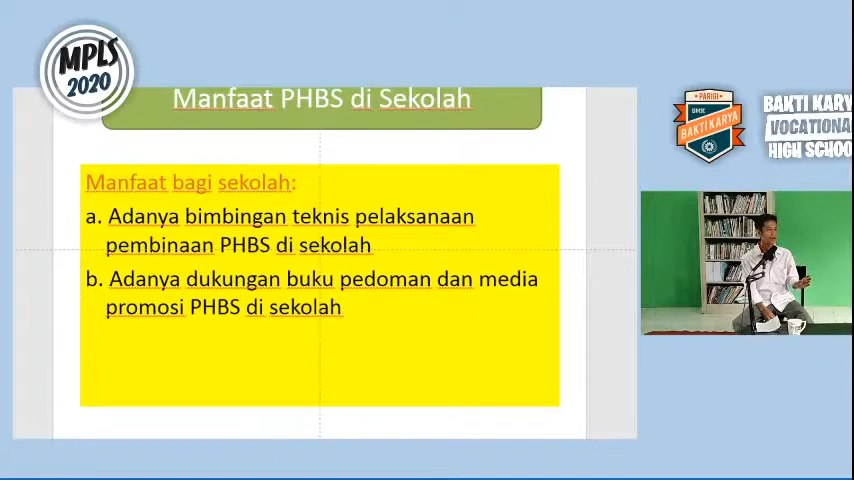 MPLS
2020
Manfaat PHBS di Sekolah
PARIGI
SMK
BAKTI KARYA
BAKTI KARY
VOCATIONA
HIGH SCHOO
Manfaat bagi sekolah:
a. Adanya bimbingan teknis pelaksanaan
pembinaan PHBS di sekolah
b. Adanya dukungan buku pedoman dan media
promosi PHBS di sekolah